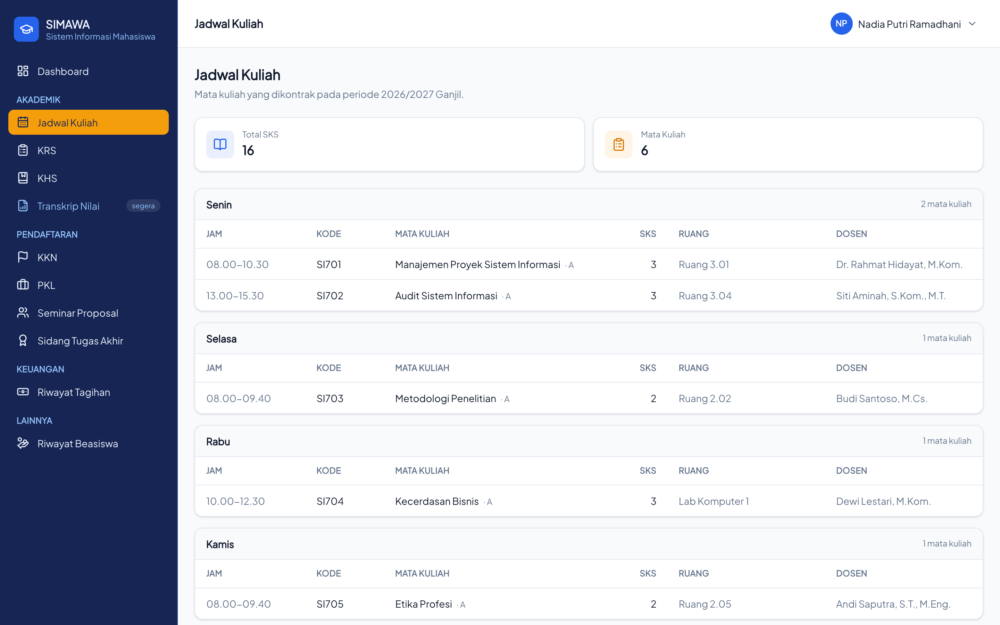 SIMAWA
Sistem Informasi Mahasiswa
Dashboard
AKADEMIK
Jadwal Kuliah
KRS
KHS
Transkrip Nilai segera
PENDAFTARAN
KKN
PKL
Seminar Proposal
Sidang Tugas Akhir
KEUANGAN
Riwayat Tagihan
LAINNYA
Riwayat Beasiswa
Jadwal Kuliah
NP Nadia Putri Ramadhani
Jadwal Kuliah
Mata kuliah yang dikontrak pada periode 2026/2027 Ganjil.
Total SKS
16
Mata Kuliah
6
Senin 2 mata kuliah
JAM KODE MATA KULIAH SKS RUANG DOSEN
08.00–10.30 SI701 Manajemen Proyek Sistem Informasi · A 3 Ruang 3.01 Dr. Rahmat Hidayat, M.Kom.
13.00–15.30 SI702 Audit Sistem Informasi · A 3 Ruang 3.04 Siti Aminah, S.Kom., M.T.
Selasa 1 mata kuliah
JAM KODE MATA KULIAH SKS RUANG DOSEN
08.00–09.40 SI703 Metodologi Penelitian · A 2 Ruang 2.02 Budi Santoso, M.Cs.
Rabu 1 mata kuliah
JAM KODE MATA KULIAH SKS RUANG DOSEN
10.00–12.30 SI704 Kecerdasan Bisnis · A 3 Lab Komputer 1 Dewi Lestari, M.Kom.
Kamis 1 mata kuliah
JAM KODE MATA KULIAH SKS RUANG DOSEN
08.00–09.40 SI705 Etika Profesi · A 2 Ruang 2.05 Andi Saputra, S.T., M.Eng.